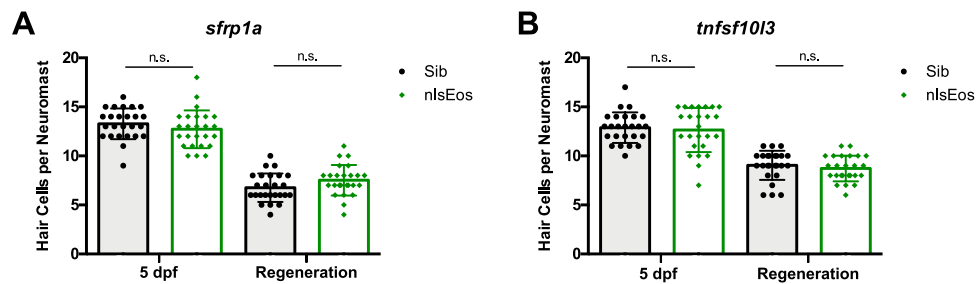 A
sfrp1a
Hair Cells per Neuromast
20
15
10
5
0
n.s.
n.s.
5 dpf
Regeneration
Sib
nlsEos
B
tnfsf10l3
Hair Cells per Neuromast
20
15
10
5
0
n.s.
n.s.
5 dpf
Regeneration
Sib
nlsEos